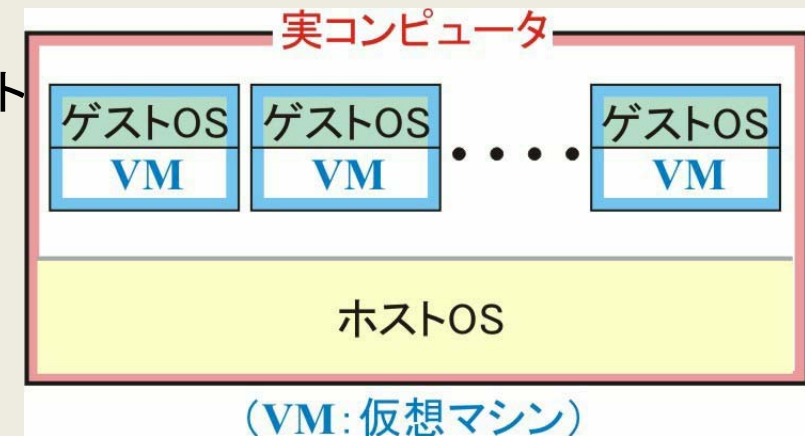 実コンピュータ
ト
ゲストOS ゲストOS ・・・・ ゲストOS
VM VM VM
ホストOS
(VM:仮想マシン)